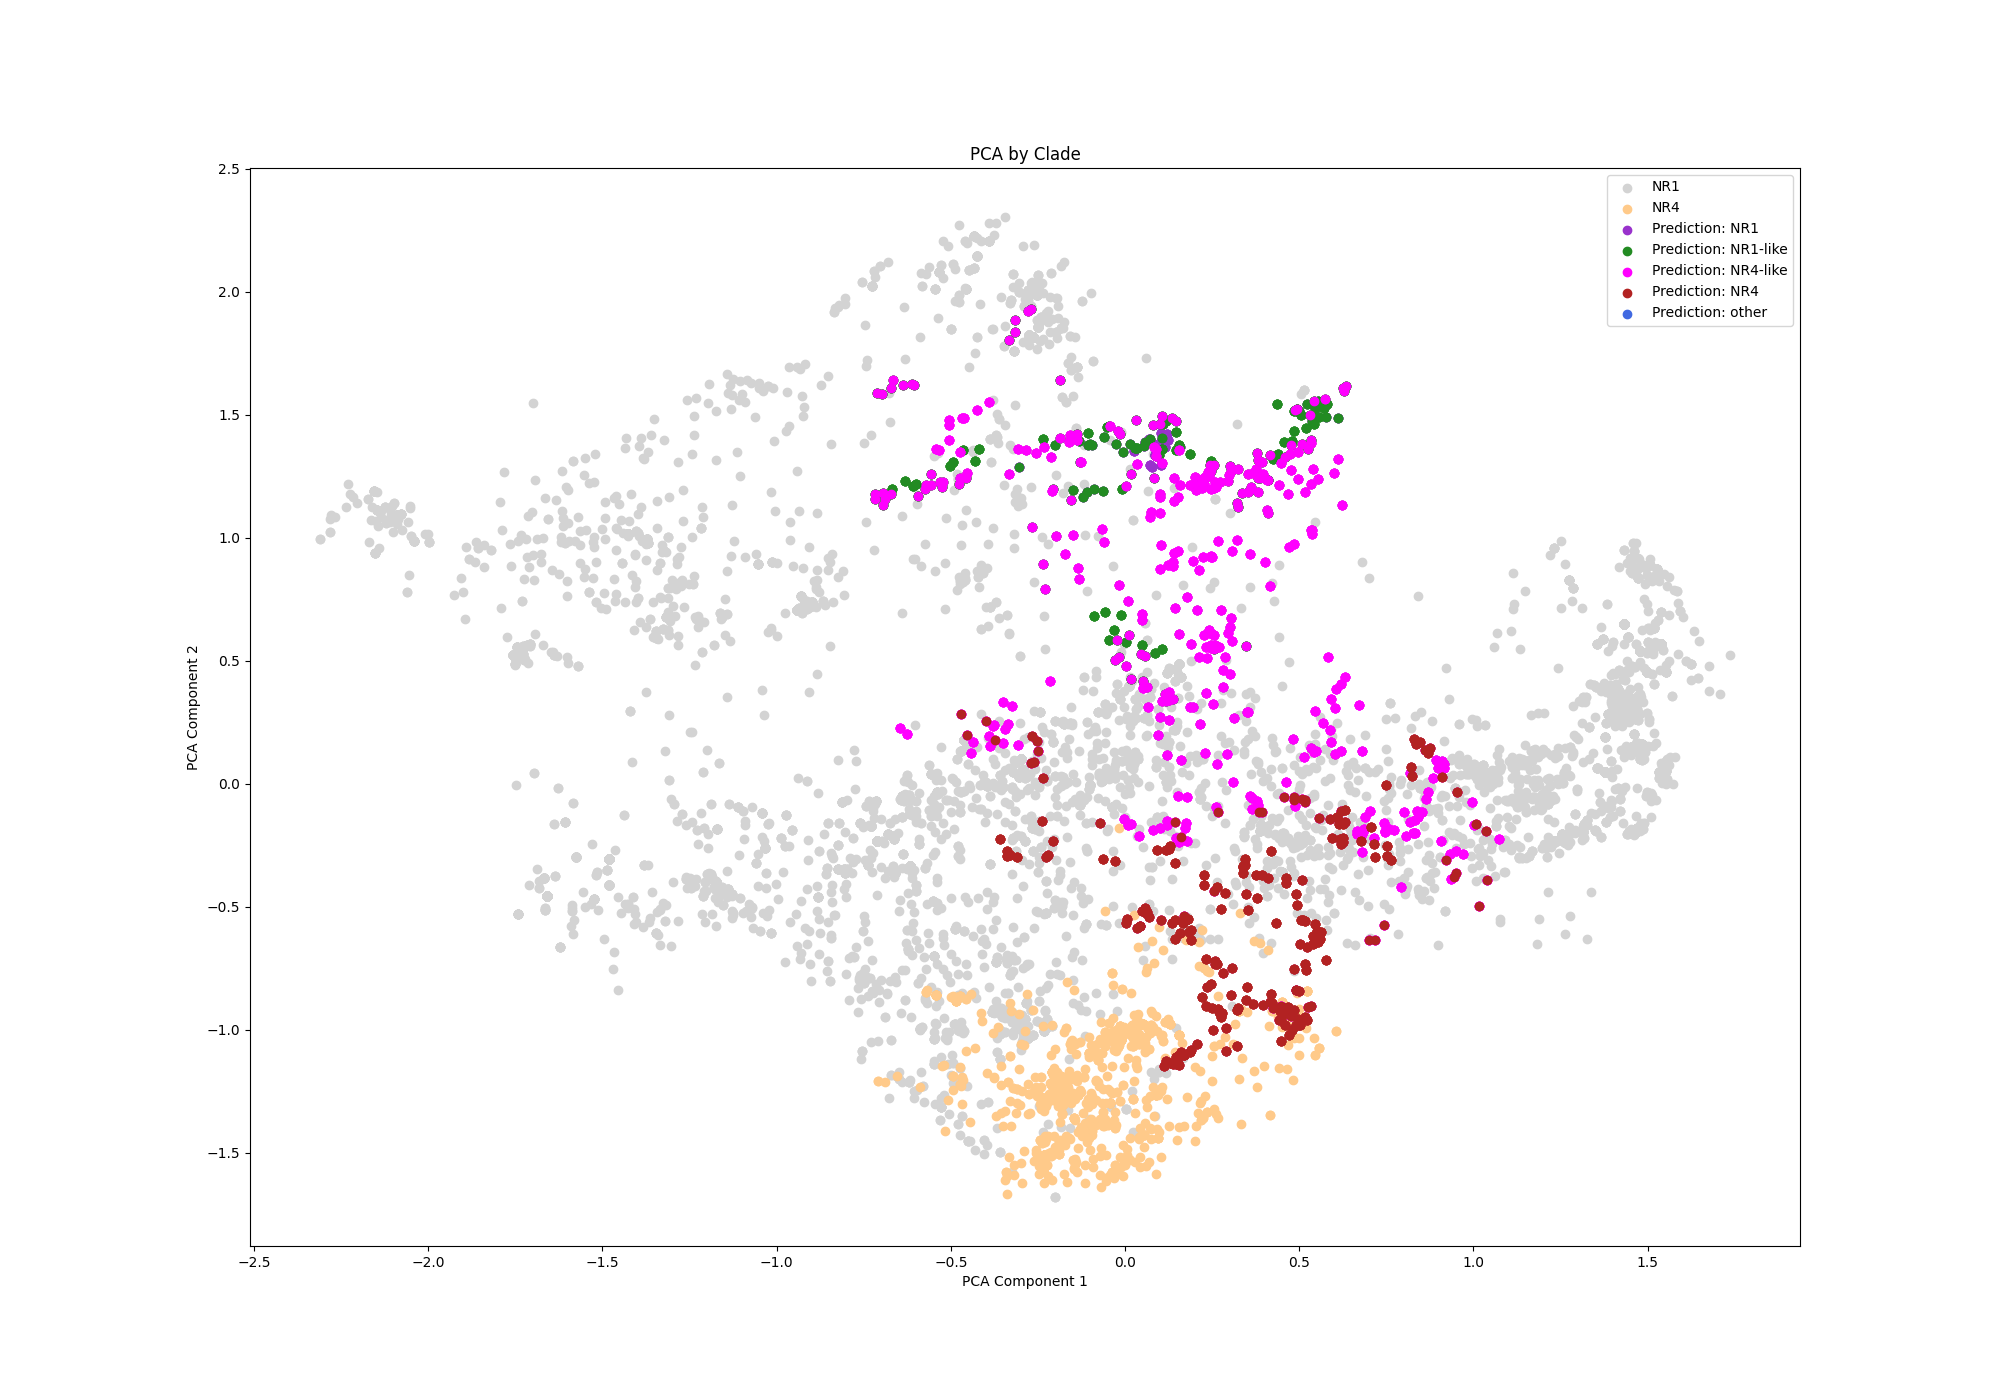 PCA by Clade
2.5
2.0
1.5
1.0
0.5
0.0
−0.5
−1.0
−1.5
PCA Component 2
−2.5
−2.0
−1.5
−1.0
−0.5
0.0
0.5
1.0
1.5
PCA Component 1
NR1
NR4
Prediction: NR1
Prediction: NR1-like
Prediction: NR4-like
Prediction: NR4
Prediction: other